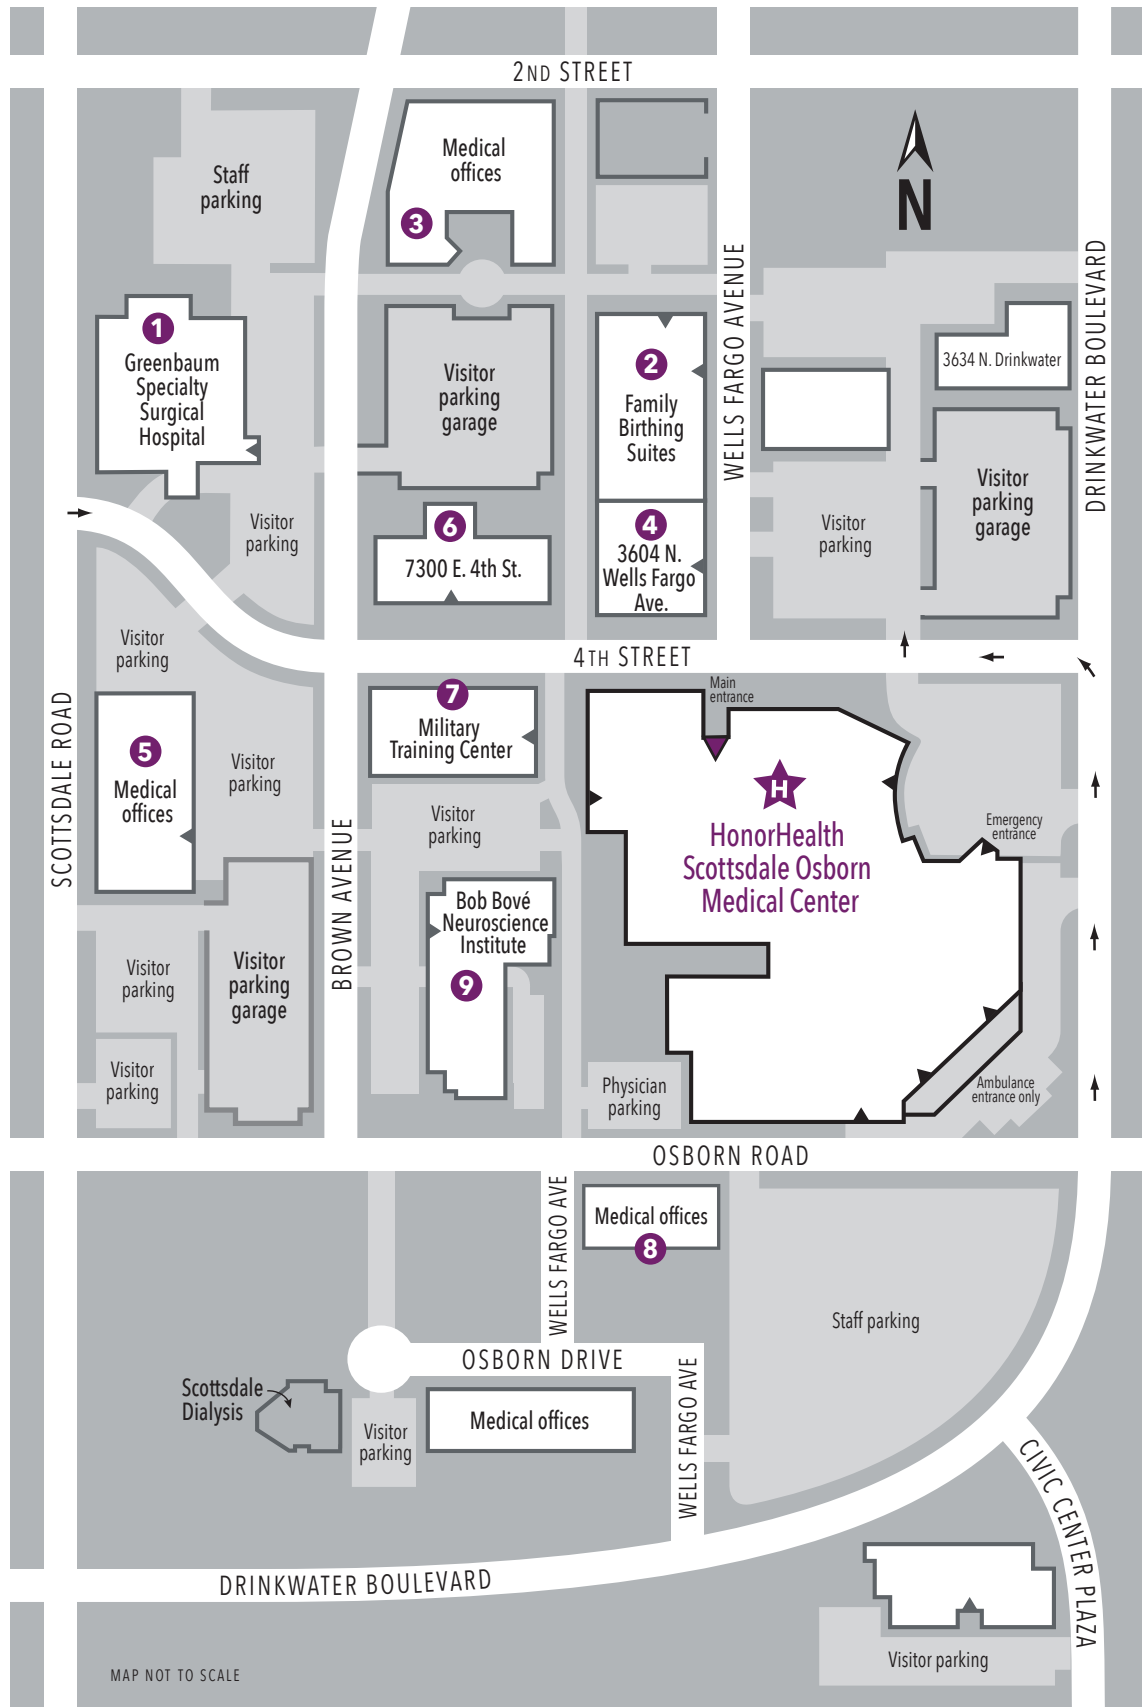 2ND STREET
Medical
offices
3
Staff
parking
N
WELLS FARGO AVENUE
DRINKWATER BOULEVARD
1
Greenbaum
Specialty
Surgical
Hospital
Visitor
parking
garage
2
Family
Birthing
Suites
3634 N. Drinkwater
Visitor
parking
garage
Visitor
parking
6
7300 E. 4th St.
4
3604 N.
Wells Fargo
Ave.
Visitor
parking
Visitor
parking
4TH STREET
SCOTTSDALE ROAD
5
Medical
offices
Visitor
parking
7
Military
Training Center
Main
entrance
H
HonorHealth
Scottsdale Osborn
Medical Center
Emergency
entrance
Visitor
parking
BROWN AVENUE
Bob Bové
Neuroscience
Institute
9
Visitor
parking
Visitor
parking
garage
Visitor
parking
Physician
parking
Ambulance
entrance only
OSBORN ROAD
WELLS FARGO AVE
Medical offices
8
Staff parking
OSBORN DRIVE
WELLS FARGO AVE
Scottsdale
Dialysis
Visitor
parking
Medical offices
CIVIC CENTER PLAZA
DRINKWATER BOULEVARD
Visitor parking
MAP NOT TO SCALE